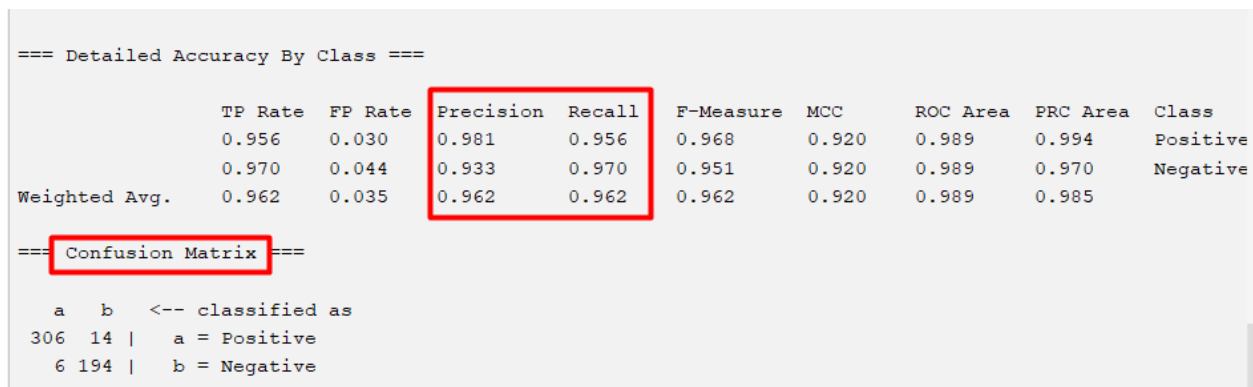 === Detailed Accuracy By Class ===
TP Rate FP Rate Precision Recall F-Measure MCC ROC Area PRC Area Class
0.956 0.030 0.981 0.956 0.968 0.920 0.989 0.994 Positive
0.970 0.044 0.933 0.970 0.951 0.920 0.989 0.970 Negative
Weighted Avg. 0.962 0.035 0.962 0.962 0.962 0.920 0.989 0.985
=== Confusion Matrix ===
a b <-- classified as
306 14 | a = Positive
6 194 | b = Negative